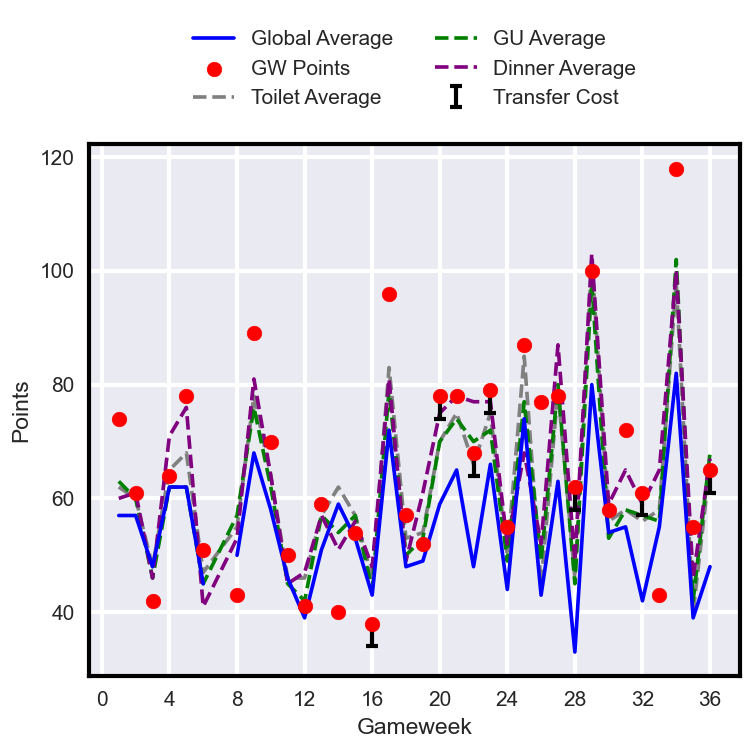 Global Average
GW Points
Toilet Average
GU Average
Dinner Average
Transfer Cost
120
100
80
60
40
Points
0 4 8 12 16 20 24 28 32 36
Gameweek